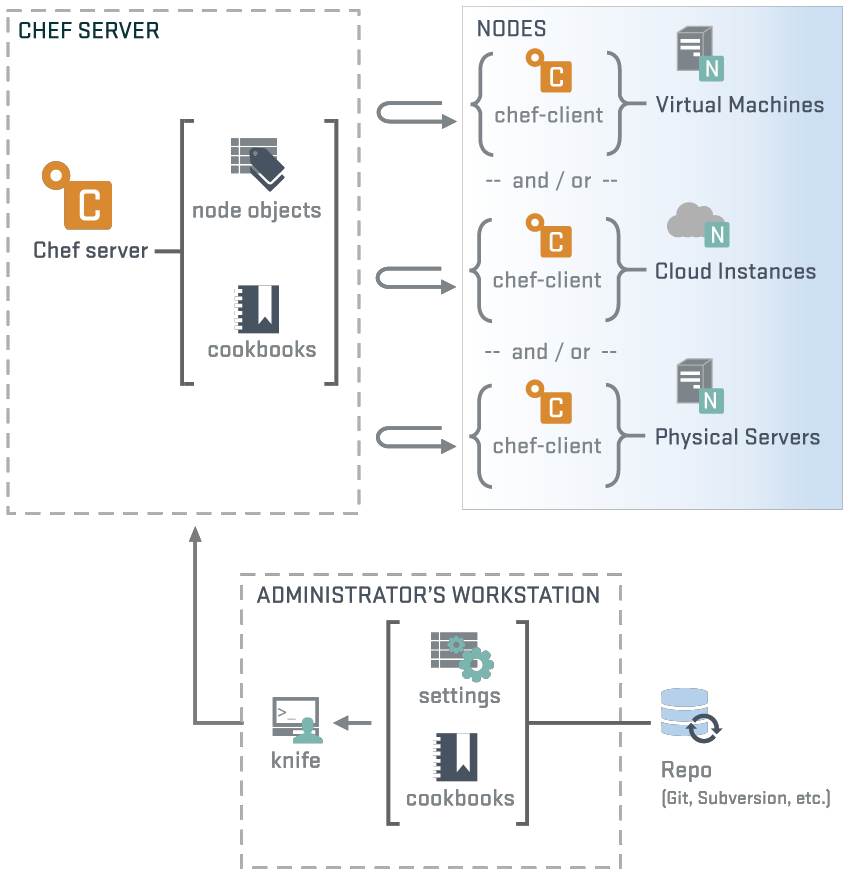 CHEF SERVER
C
Chef server
node objects
cookbooks
NODES
C
chef-client
N
Virtual Machines
-- and / or --
C
chef-client
N
Cloud Instances
-- and / or --
C
chef-client
N
Physical Servers
ADMINISTRATOR'S WORKSTATION
>_
knife
settings
cookbooks
Repo
(Git, Subversion, etc.)